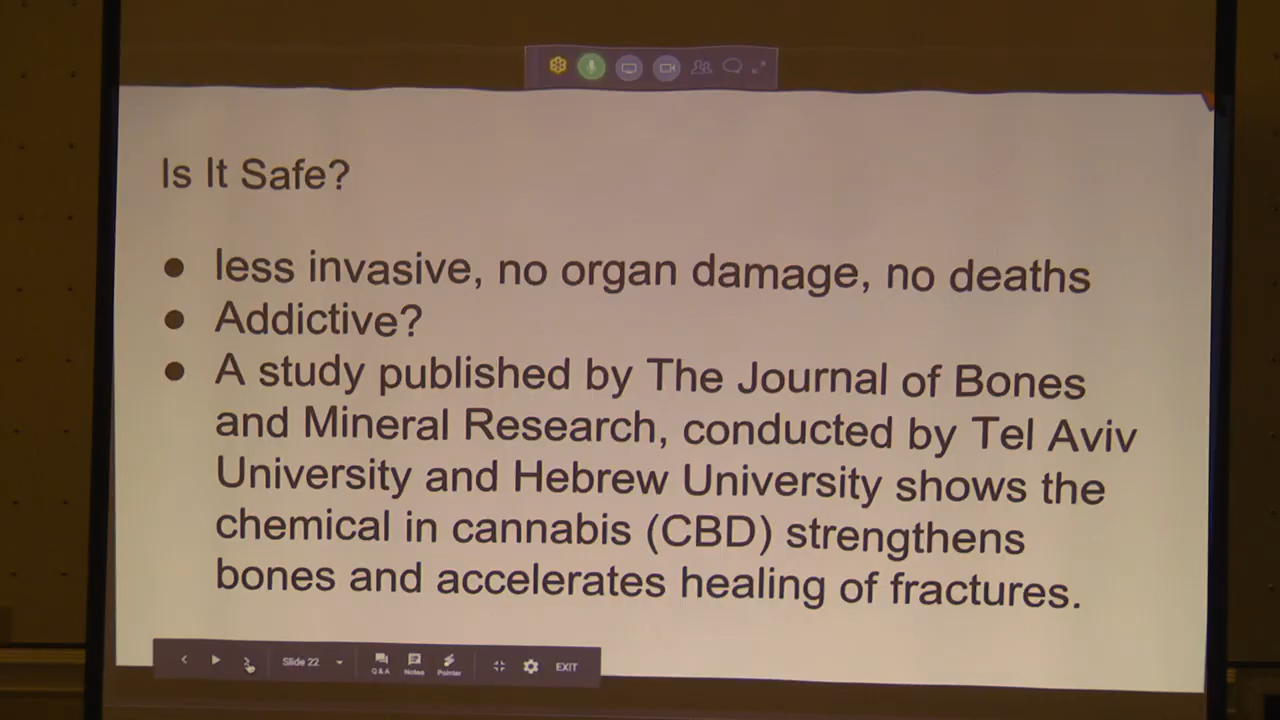 Is It Safe?
● less invasive, no organ damage, no deaths
● Addictive?
● A study published by The Journal of Bones
and Mineral Research, conducted by Tel Aviv
University and Hebrew University shows the
chemical in cannabis (CBD) strengthens
bones and accelerates healing of fractures.
Slide 22
Q&A Notes Pointer
EXIT